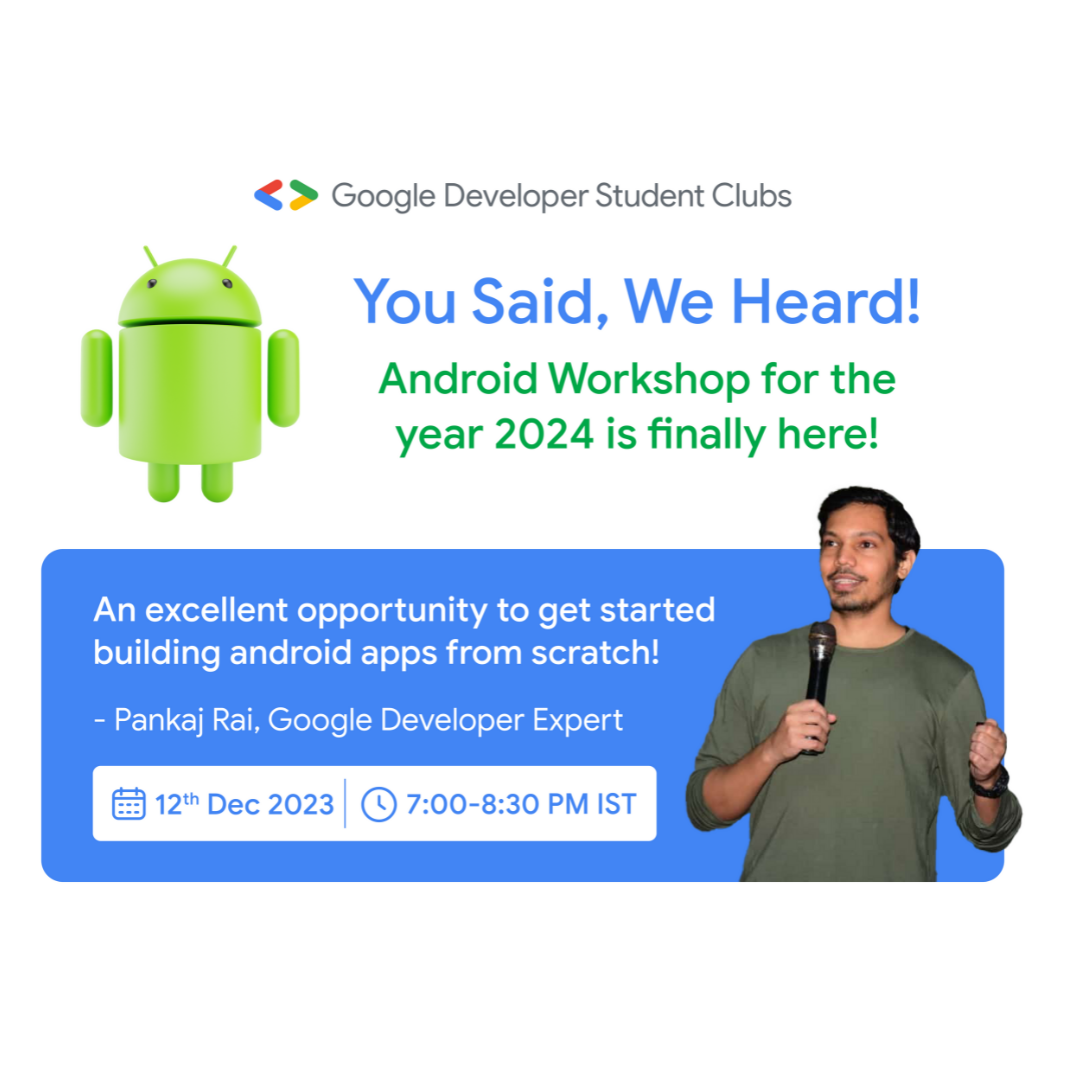 Google Developer Student Clubs
You Said, We Heard!
Android Workshop for the
year 2024 is finally here!
An excellent opportunity to get started
building android apps from scratch!
- Pankaj Rai, Google Developer Expert
12th Dec 2023
7:00-8:30 PM IST